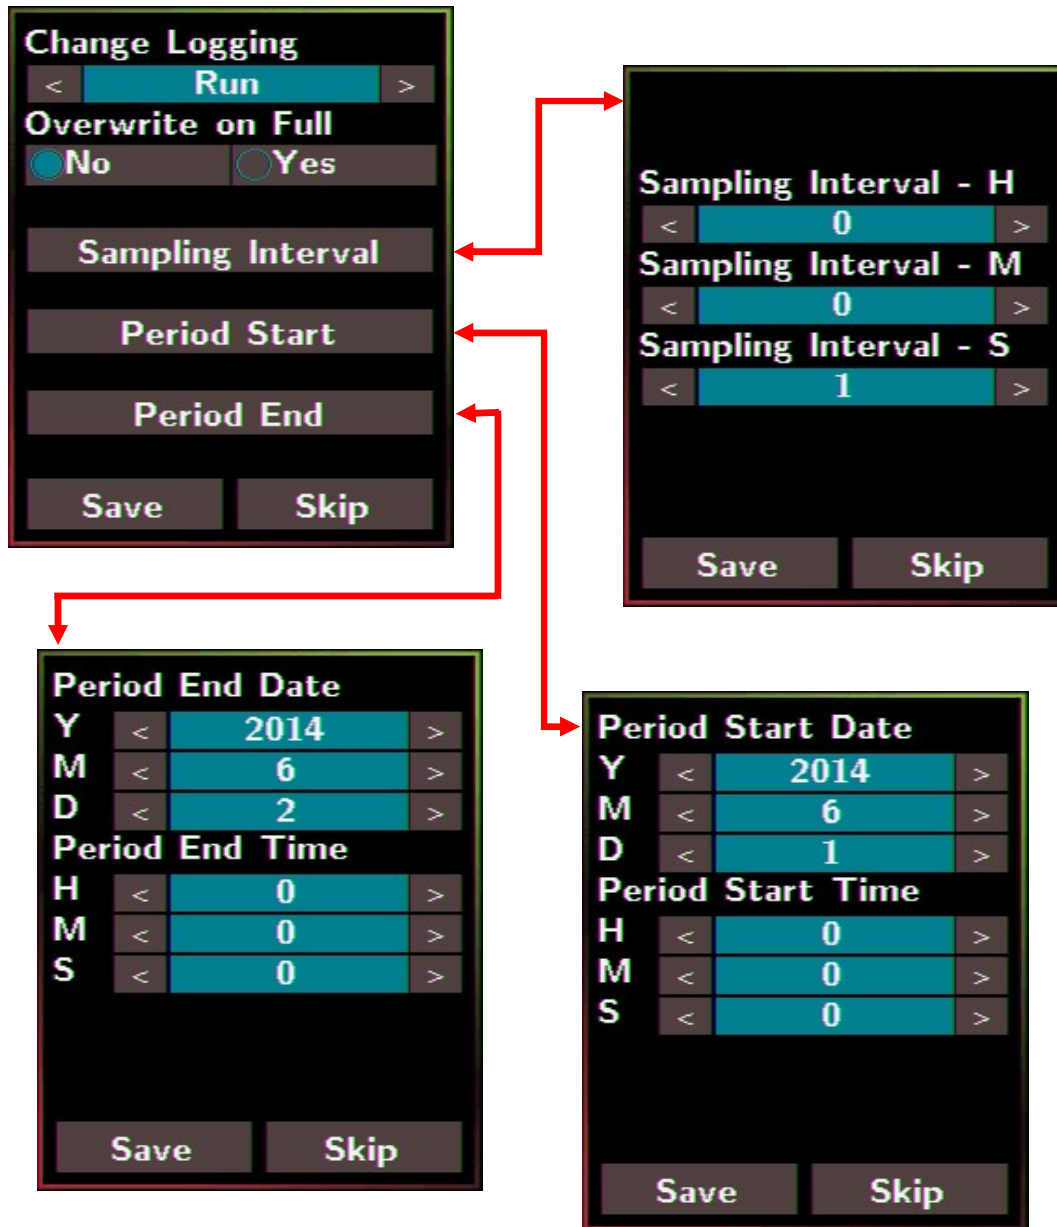 Change Logging
< Run >
Overwrite on Full
No Yes
Sampling Interval
Period Start
Period End
Save Skip
Sampling Interval - H
< 0 >
Sampling Interval - M
< 0 >
Sampling Interval - S
< 1 >
Save Skip
Period End Date
Y < 2014 >
M < 6 >
D < 2 >
Period End Time
H < 0 >
M < 0 >
S < 0 >
Save Skip
Period Start Date
Y < 2014 >
M < 6 >
D < 1 >
Period Start Time
H < 0 >
M < 0 >
S < 0 >
Save Skip